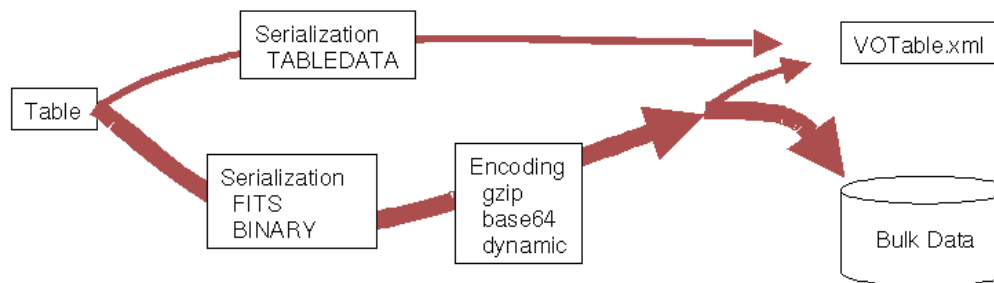 Table
Serialization
TABLEDATA
Serialization
FITS
BINARY
Encoding
gzip
base64
dynamic
VOTable.xml
Bulk Data